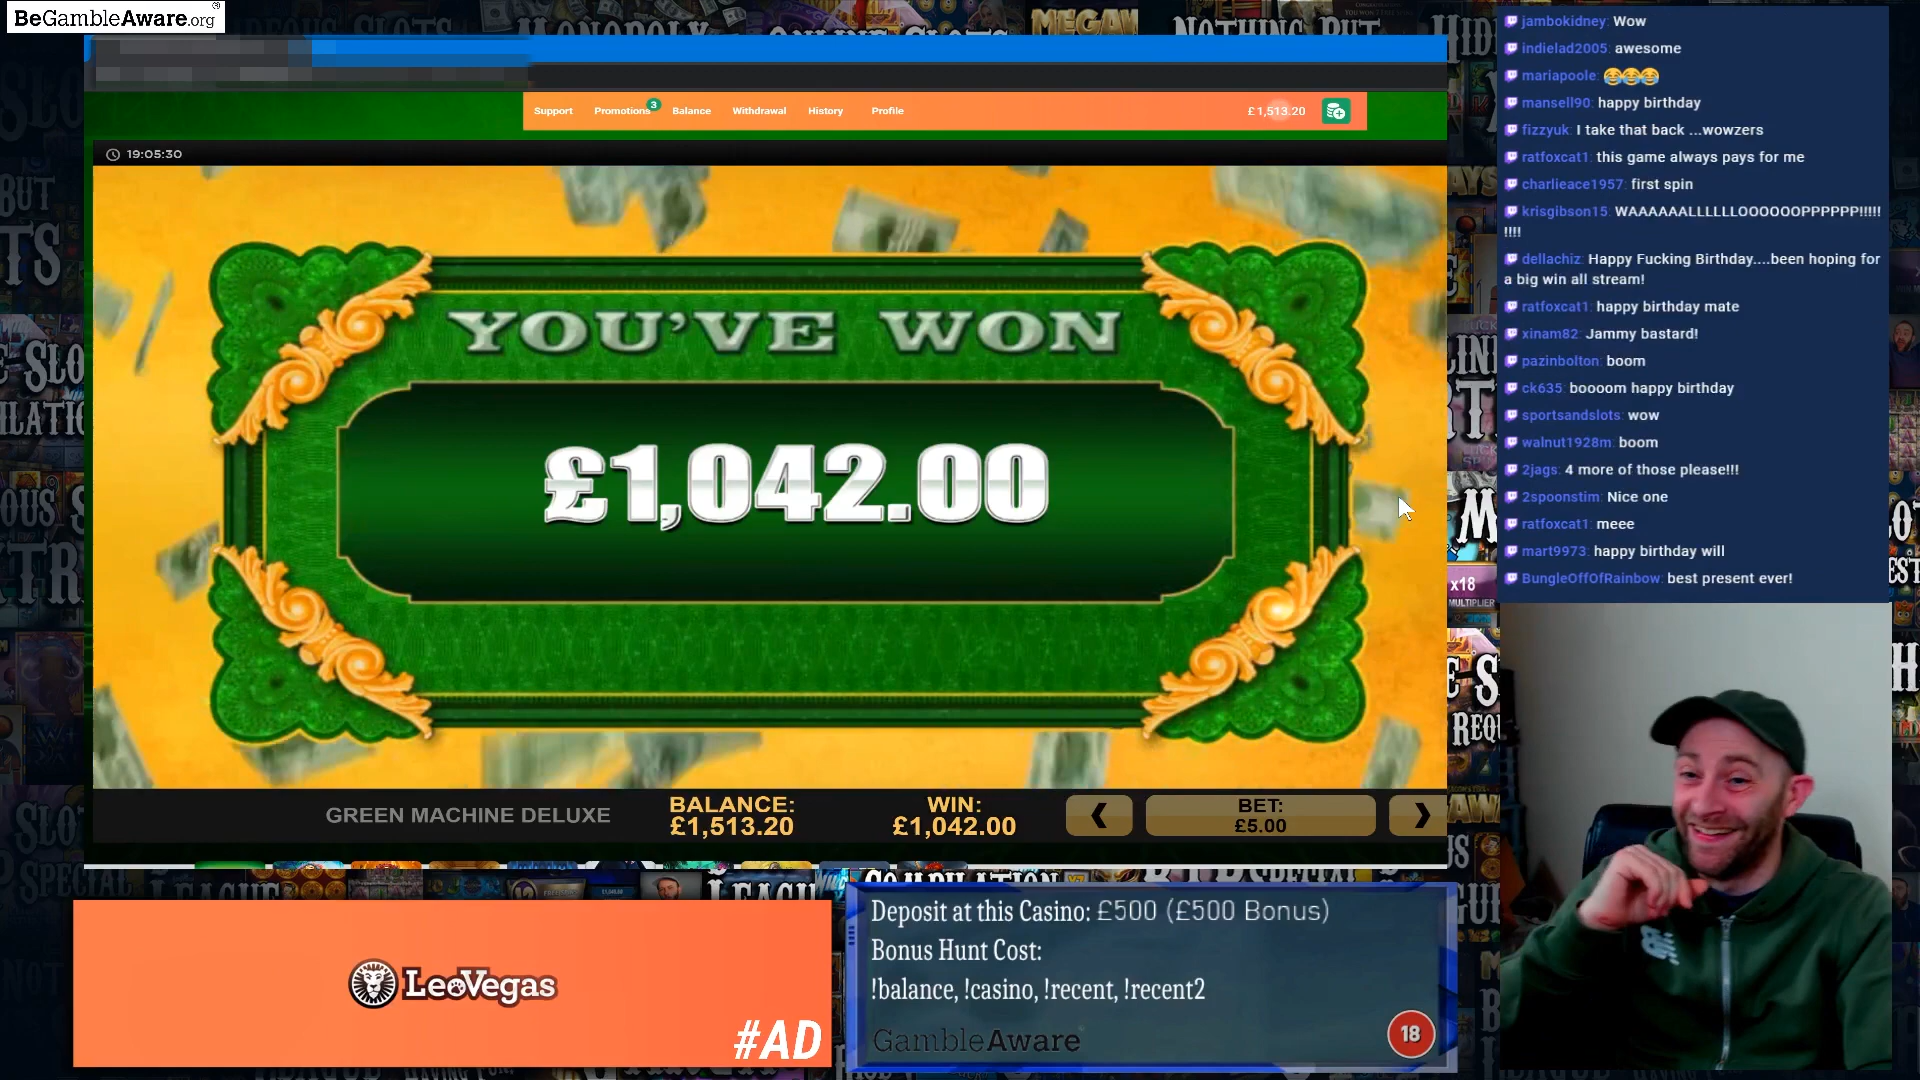 BeGambleAware.org®
Support Promotions 3 Balance Withdrawal History Profile £1,513.20
19:05:30
YOU'VE WON
£1,042.00
GREEN MACHINE DELUXE
BALANCE: £1,513.20
WIN: £1,042.00
BET: £5.00
LeoVegas
#AD
Deposit at this Casino: £500 (£500 Bonus)
Bonus Hunt Cost:
!balance, !casino, !recent, !recent2
GambleAware
18
jambokidney: Wow
indielad2005: awesome
mariapoole: 😂😂😂
mansell90: happy birthday
fizzyuk: I take that back ...wowzers
ratfoxcat1: this game always pays for me
charlieace1957: first spin
krisgibson15: WAAAAAALLLLLLOOOOOOPPPPPP!!!!!
!!!!
dellachiz: Happy Fucking Birthday....been hoping for
a big win all stream!
ratfoxcat1: happy birthday mate
xinam82: Jammy bastard!
pazinbolton: boom
ck635: boooom happy birthday
sportsandslots: wow
walnut1928m: boom
2jags: 4 more of those please!!!
2spoonstim: Nice one
ratfoxcat1: meee
mart9973: happy birthday will
BungleOffOfRainbow: best present ever!
x18
MULTIPLIER